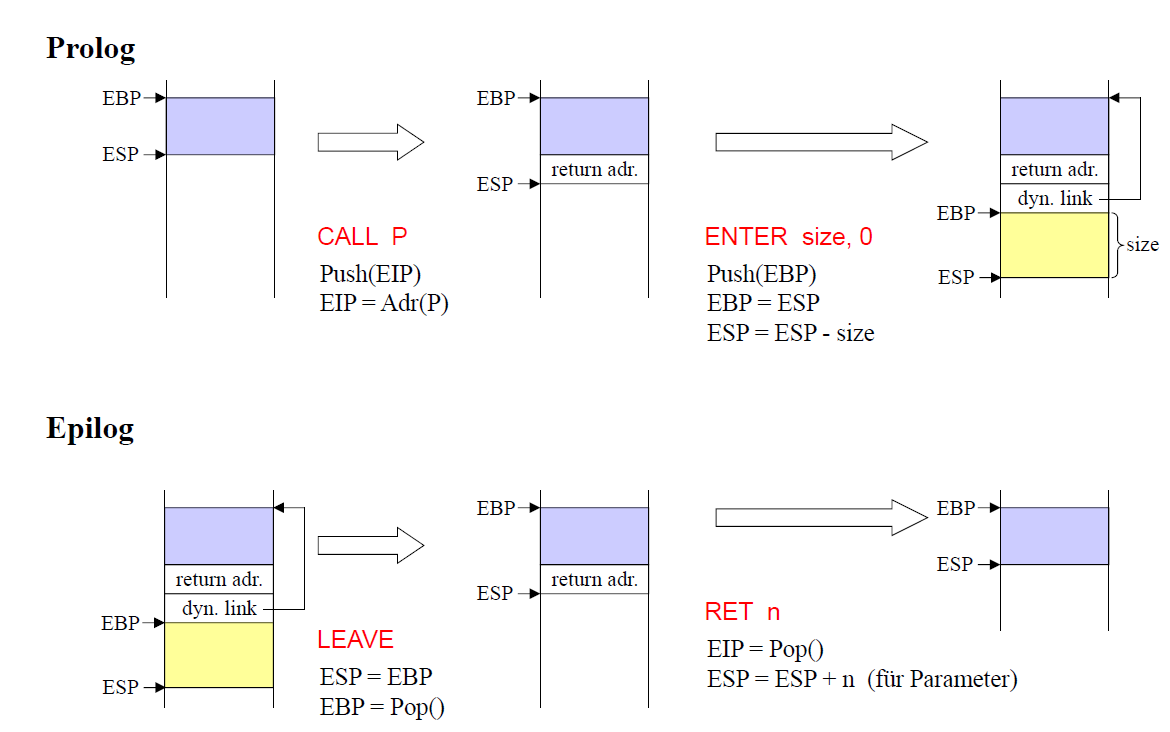 Prolog
EBP
ESP
CALL P
Push(EIP)
EIP = Adr(P)
EBP
return adr.
ESP
ENTER size, 0
Push(EBP)
EBP = ESP
ESP = ESP - size
return adr.
dyn. link
EBP
size
ESP
Epilog
return adr.
dyn. link
EBP
ESP
LEAVE
ESP = EBP
EBP = Pop()
EBP
return adr.
ESP
RET n
EIP = Pop()
ESP = ESP + n (für Parameter)
EBP
ESP